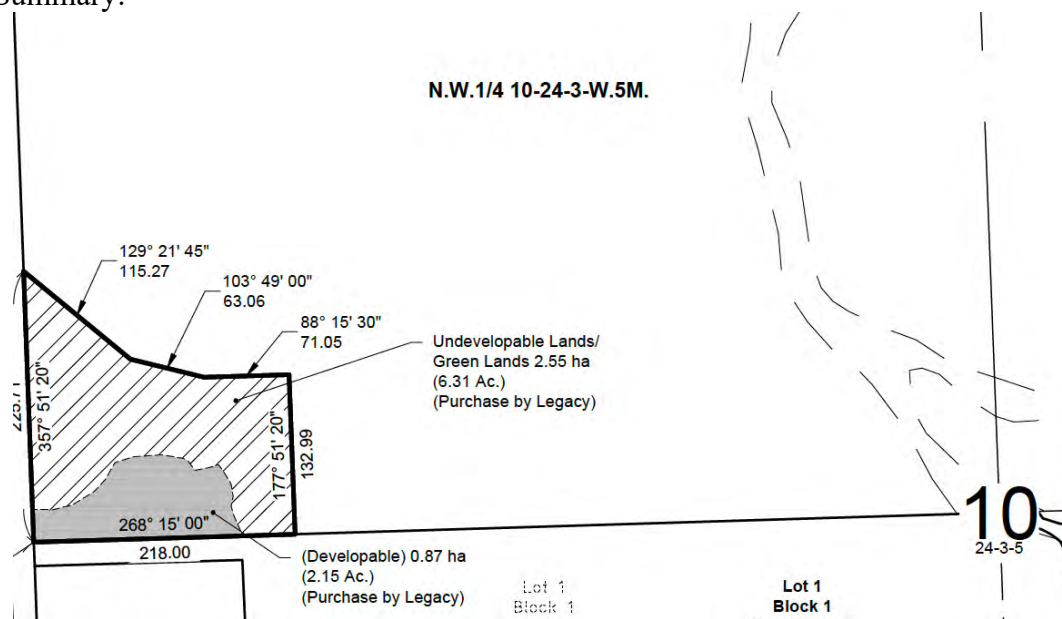 Summary:
N.W.1/4 10-24-3-W.5M.
129° 21' 45"
115.27
103° 49' 00"
63.06
88° 15' 30"
71.05
Undevelopable Lands/
Green Lands 2.55 ha
(6.31 Ac.)
(Purchase by Legacy)
225.71
357° 51' 20"
177° 51' 20"
132.99
268° 15' 00"
218.00
(Developable) 0.87 ha
(2.15 Ac.)
(Purchase by Legacy)
10
24-3-5
Lot 1
Block 1
Lot 1
Block 1